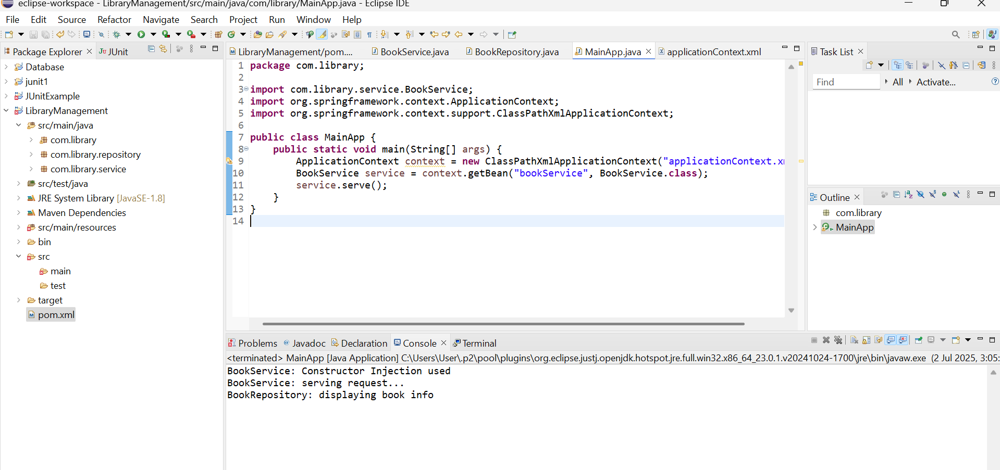 eclipse-workspace - LibraryManagement/src/main/java/com/library/MainApp.java - Eclipse IDE
File Edit Source Refactor Navigate Search Project Run Window Help
Package Explorer
JUnit
Database
junit1
JUnitExample
LibraryManagement
src/main/java
com.library
com.library.repository
com.library.service
src/test/java
JRE System Library [JavaSE-1.8]
Maven Dependencies
src/main/resources
bin
src
main
test
target
pom.xml
LibraryManagement/pom.... BookService.java BookRepository.java MainApp.java applicationContext.xml
1 package com.library;
2
3 import com.library.service.BookService;
4 import org.springframework.context.ApplicationContext;
5 import org.springframework.context.support.ClassPathXmlApplicationContext;
6
7 public class MainApp {
8 public static void main(String[] args) {
9 ApplicationContext context = new ClassPathXmlApplicationContext("applicationContext.x
10 BookService service = context.getBean("bookService", BookService.class);
11 service.serve();
12 }
13 }
14
Task List
Find All Activate...
Outline
com.library
MainApp
Problems Javadoc Declaration Console Terminal
<terminated> MainApp [Java Application] C:\Users\User\.p2\pool\plugins\org.eclipse.justj.openjdk.hotspot.jre.full.win32.x86_64_23.0.1.v20241024-1700\jre\bin\javaw.exe (2 Jul 2025, 3:05:
BookService: Constructor Injection used
BookService: serving request...
BookRepository: displaying book info